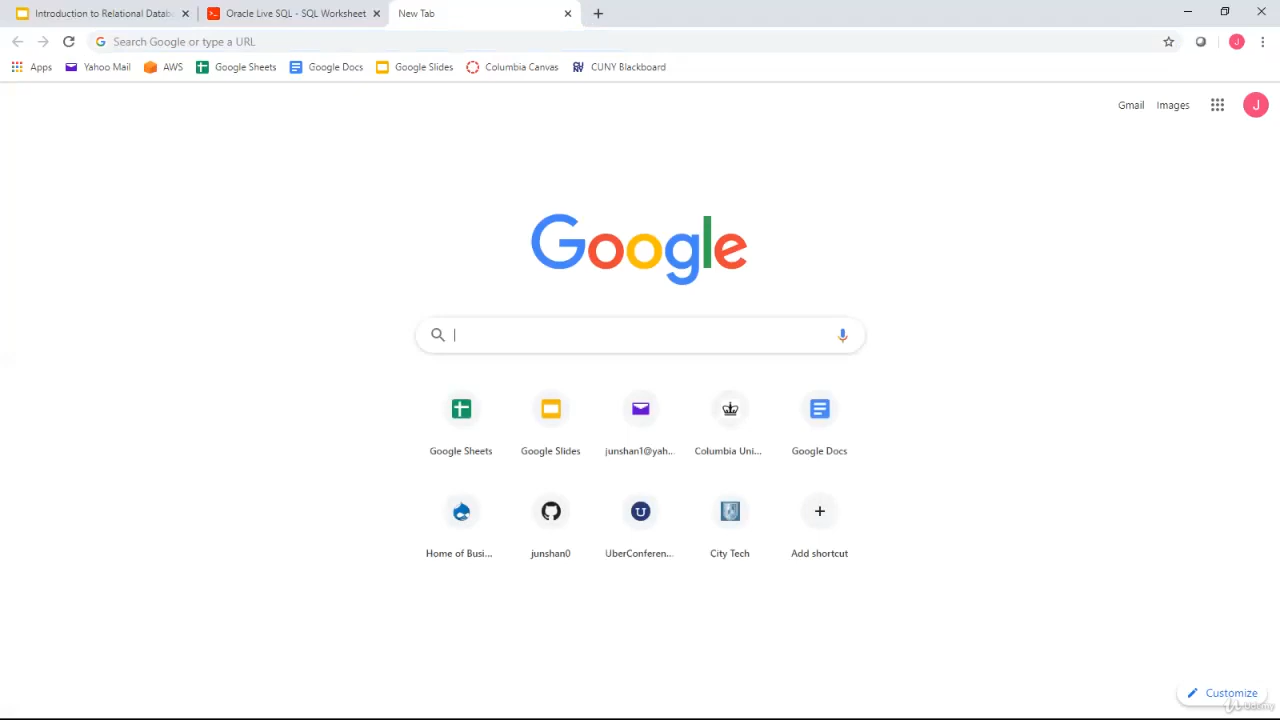 Introduction to Relational Datab
Oracle Live SQL - SQL Worksheet
New Tab
Search Google or type a URL
Apps
Yahoo Mail
AWS
Google Sheets
Google Docs
Google Slides
Columbia Canvas
CUNY Blackboard
Gmail
Images
J
Google
Google Sheets
Google Slides
junshan1@yah...
Columbia Uni...
Google Docs
Home of Busi...
junshan0
UberConferen...
City Tech
Add shortcut
Customize
Udemy